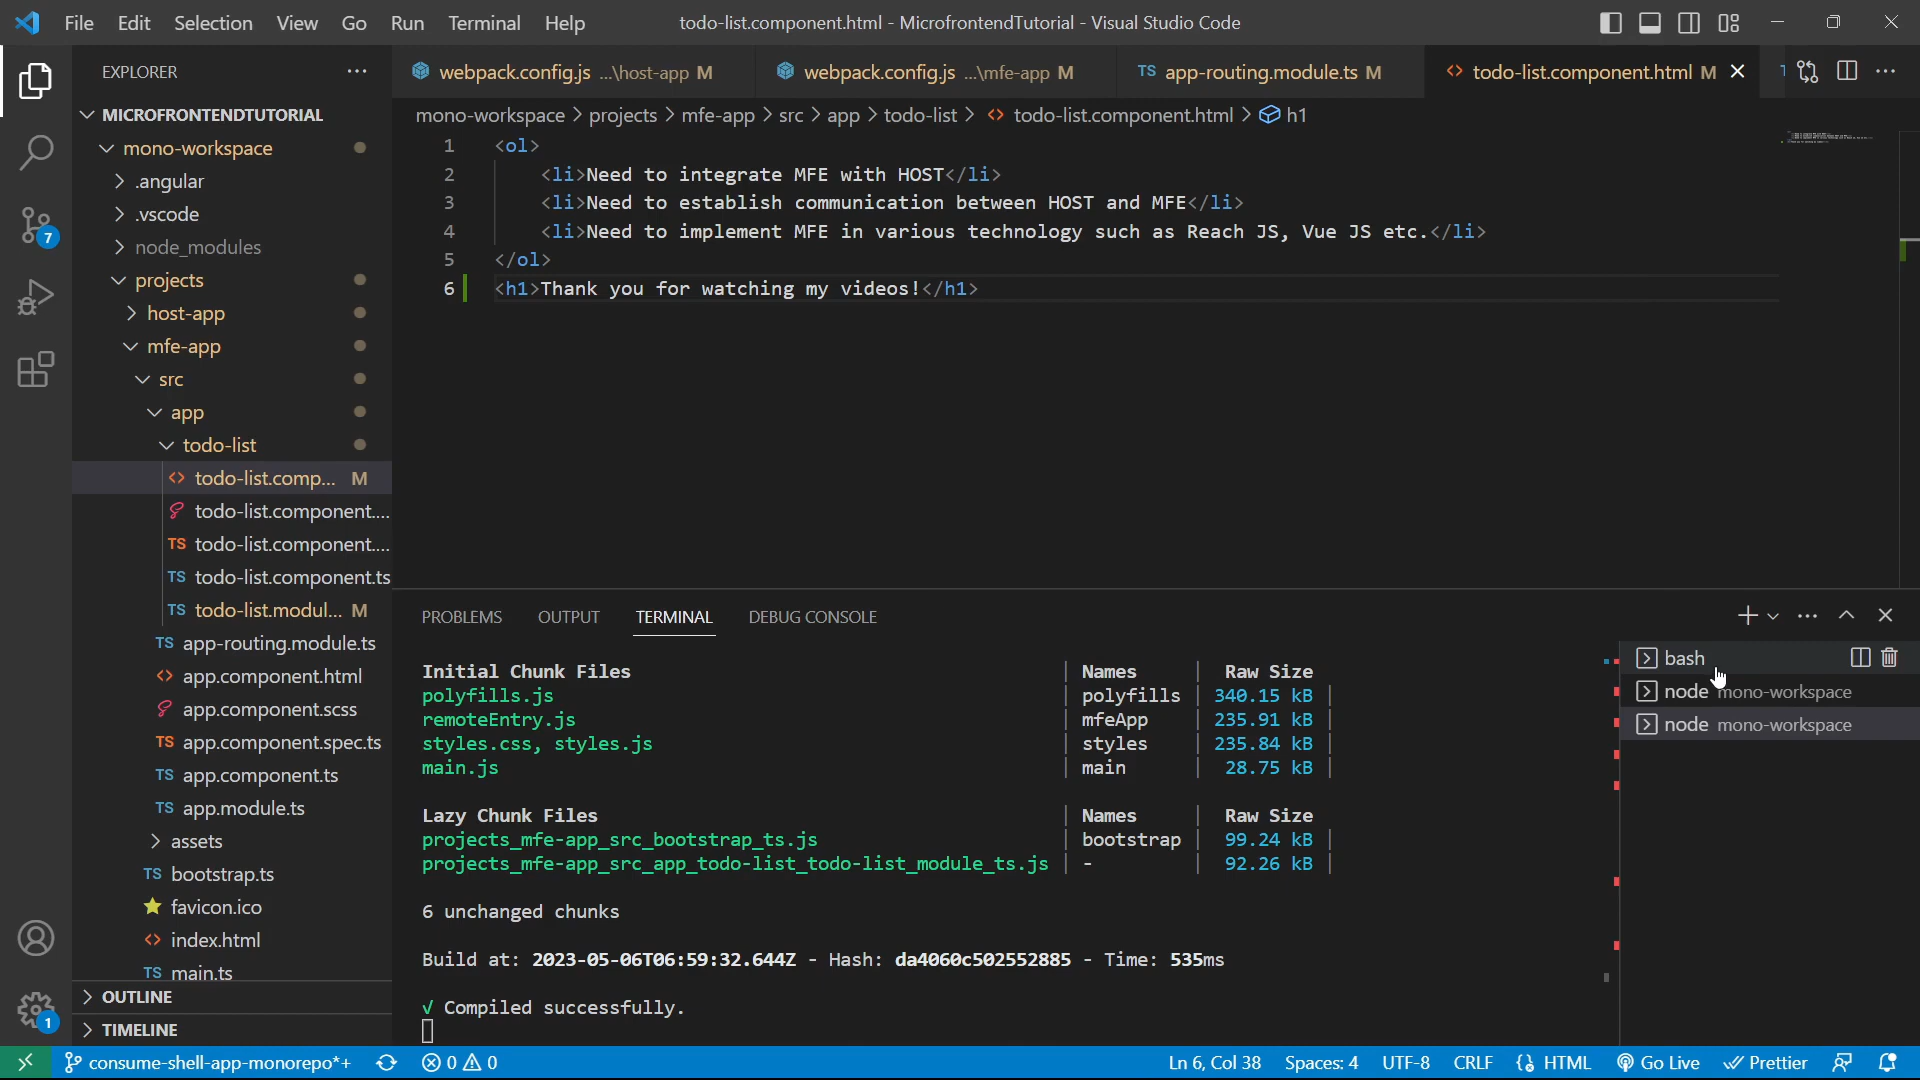 File Edit Selection View Go Run Terminal Help
todo-list.component.html - MicrofrontendTutorial - Visual Studio Code
EXPLORER
MICROFRONTENDTUTORIAL
mono-workspace
.angular
.vscode
node_modules
projects
host-app
mfe-app
src
app
todo-list
todo-list.comp... M
todo-list.component....
TS todo-list.component....
TS todo-list.component.ts
TS todo-list.modul... M
TS app-routing.module.ts
app.component.html
app.component.scss
TS app.component.spec.ts
TS app.component.ts
TS app.module.ts
assets
TS bootstrap.ts
favicon.ico
index.html
TS main.ts
OUTLINE
TIMELINE
7
1
webpack.config.js ...\host-app M
webpack.config.js ...\mfe-app M
TS app-routing.module.ts M
<> todo-list.component.html M
mono-workspace > projects > mfe-app > src > app > todo-list > <> todo-list.component.html > h1
1 <ol>
2 <li>Need to integrate MFE with HOST</li>
3 <li>Need to establish communication between HOST and MFE</li>
4 <li>Need to implement MFE in various technology such as Reach JS, Vue JS etc.</li>
5 </ol>
6 <h1>Thank you for watching my videos!</h1>
PROBLEMS OUTPUT TERMINAL DEBUG CONSOLE
Initial Chunk Files | Names | Raw Size
polyfills.js | polyfills | 340.15 kB |
remoteEntry.js | mfeApp | 235.91 kB |
styles.css, styles.js | styles | 235.84 kB |
main.js | main | 28.75 kB |
Lazy Chunk Files | Names | Raw Size
projects_mfe-app_src_bootstrap_ts.js | bootstrap | 99.24 kB |
projects_mfe-app_src_app_todo-list_todo-list_module_ts.js | - | 92.26 kB |
6 unchanged chunks
Build at: 2023-05-06T06:59:32.644Z - Hash: da4060c502552885 - Time: 535ms
√ Compiled successfully.
bash
node mono-workspace
node mono-workspace
consume-shell-app-monorepo*+ 0 0
Ln 6, Col 38 Spaces: 4 UTF-8 CRLF HTML Go Live Prettier